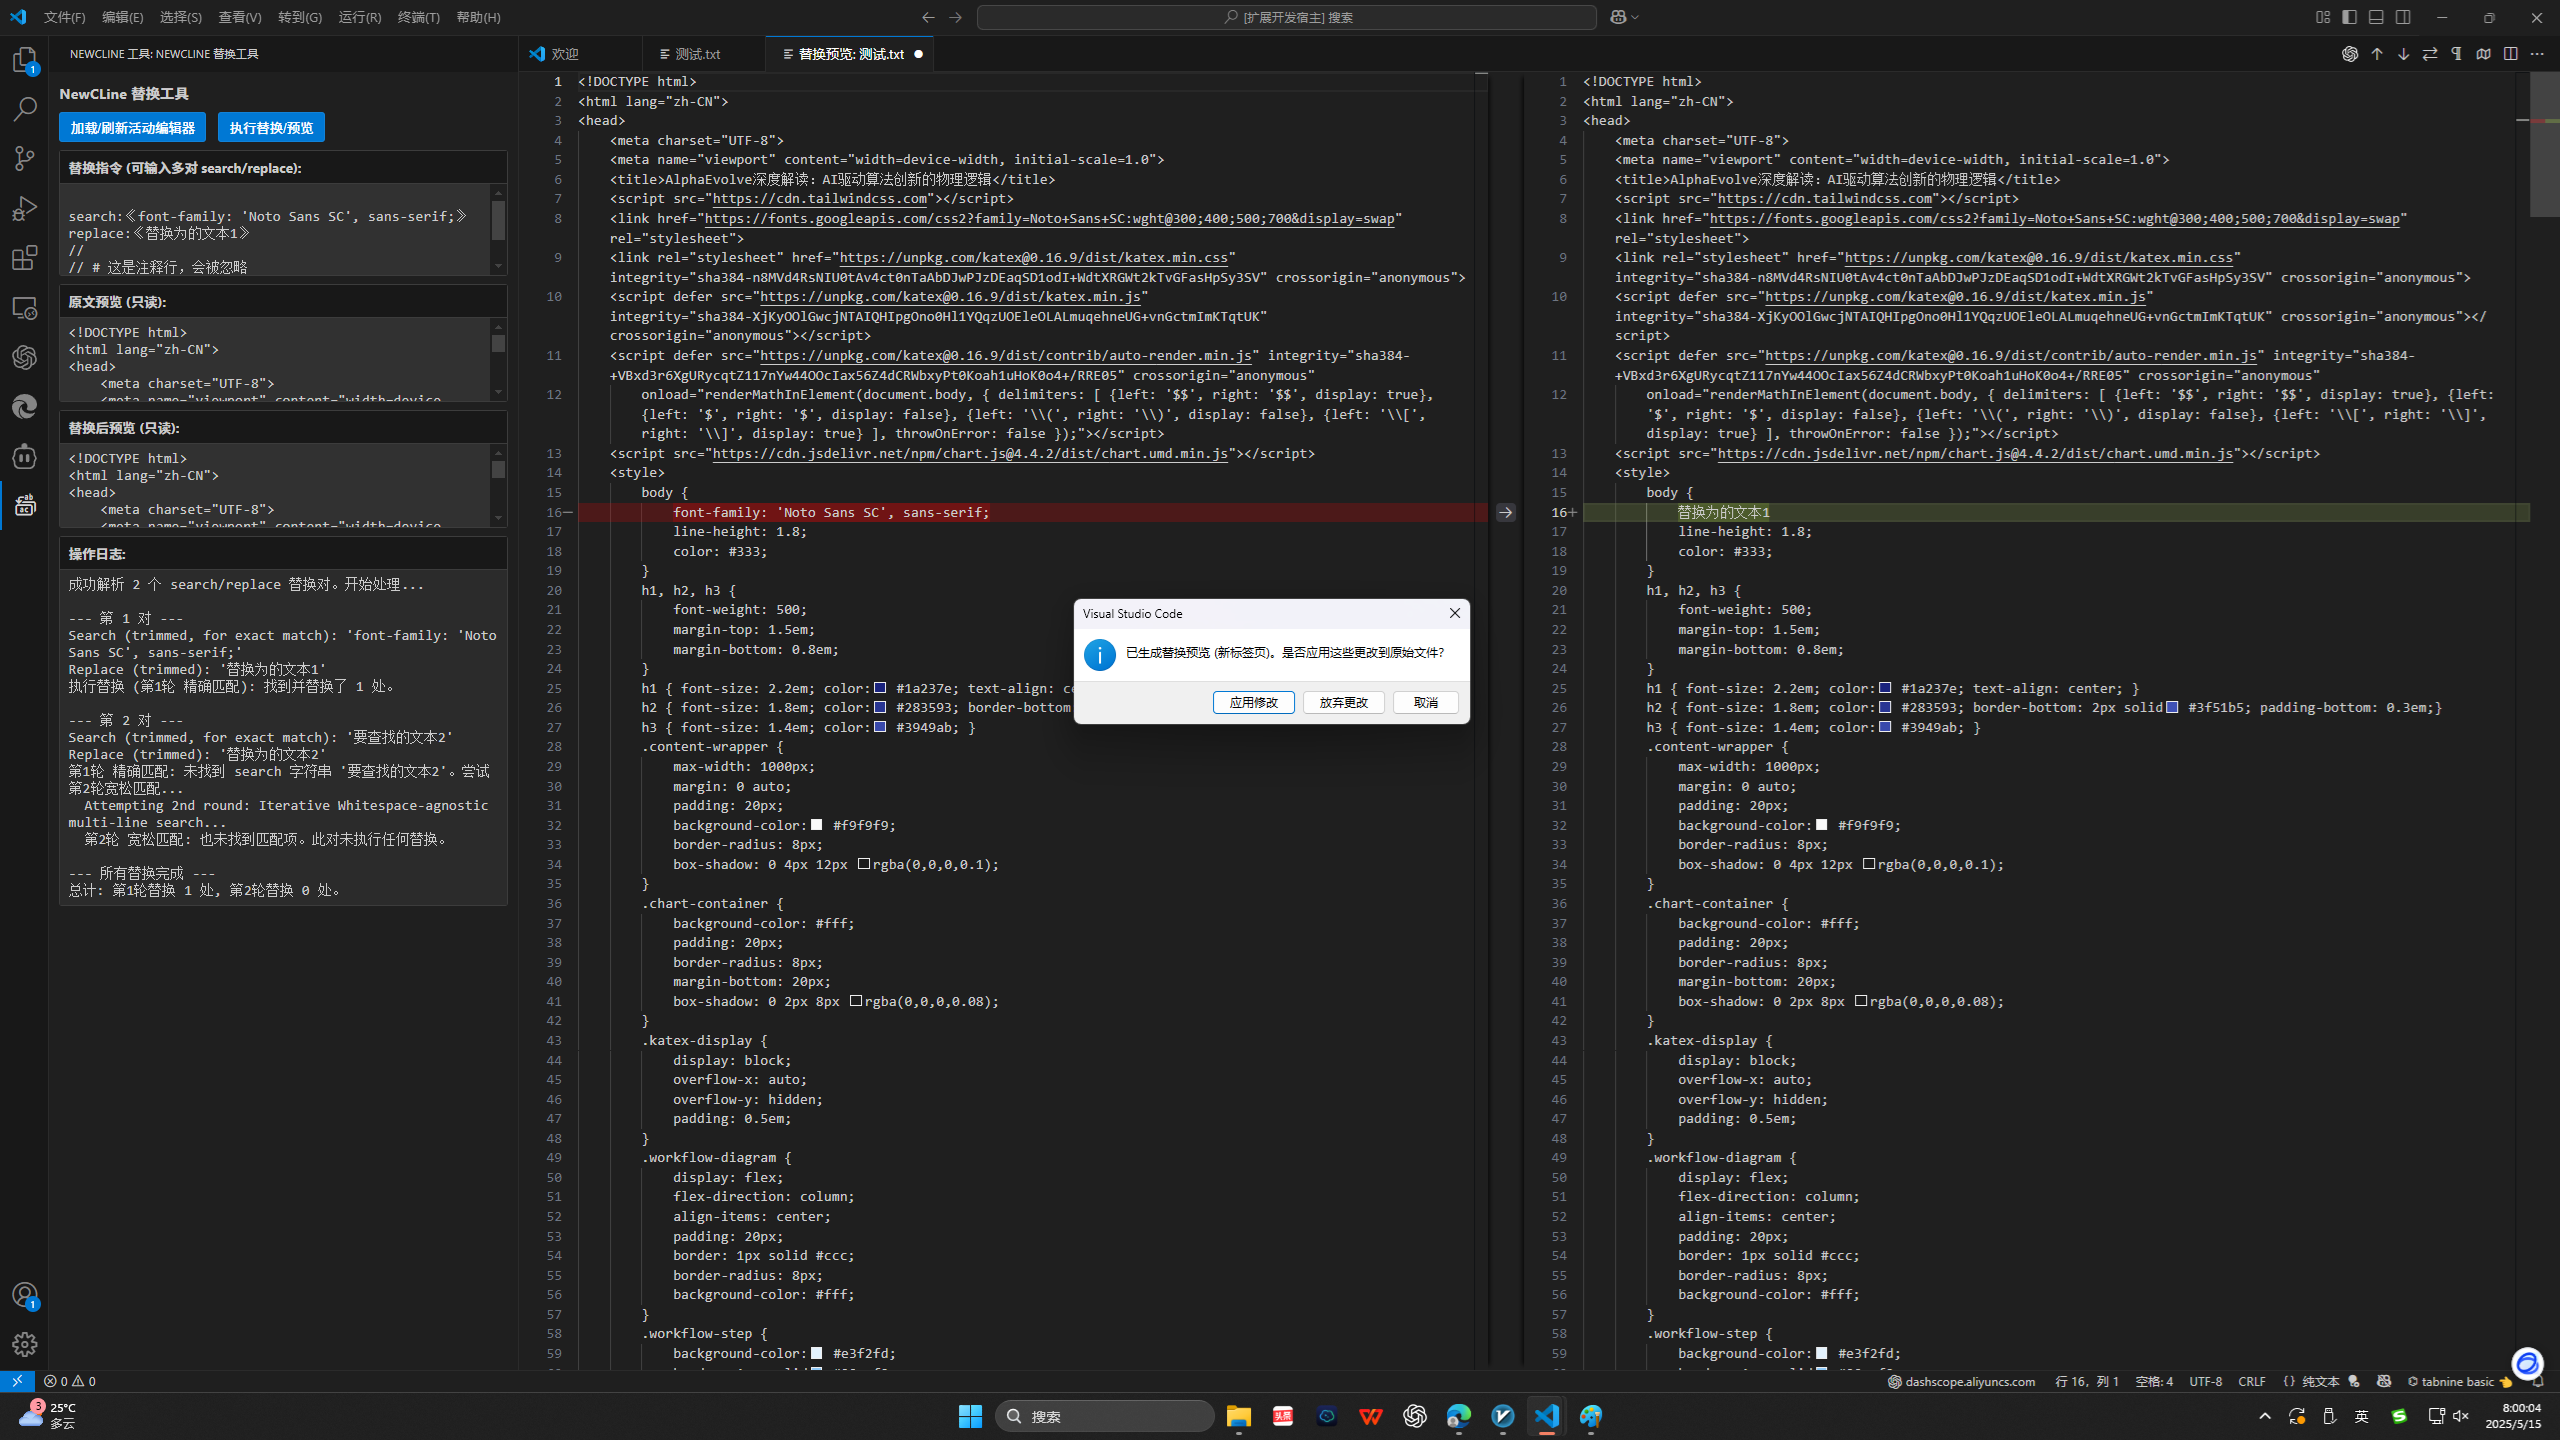 文件(F) 编辑(E) 选择(S) 查看(V) 转到(G) 运行(R) 终端(T) 帮助(H)
[扩展开发宿主] 搜索
NEWCLINE 工具: NEWCLINE 替换工具
欢迎
测试.txt
替换预览: 测试.txt
NewCLine 替换工具
加载/刷新活动编辑器
执行替换/预览
替换指令 (可输入多对 search/replace):
search:《font-family: 'Noto Sans SC', sans-serif;》
replace:《替换为的文本1》
//
// # 这是注释行，会被忽略
原文预览 (只读):
<!DOCTYPE html>
<html lang="zh-CN">
<head>
    <meta charset="UTF-8">
    <meta name="viewport" content="width=device
替换后预览 (只读):
<!DOCTYPE html>
<html lang="zh-CN">
<head>
    <meta charset="UTF-8">
    <meta name="viewport" content="width=device
操作日志:
成功解析 2 个 search/replace 替换对。开始处理...
--- 第 1 对 ---
Search (trimmed, for exact match): 'font-family: 'Noto
Sans SC', sans-serif;'
Replace (trimmed): '替换为的文本1'
执行替换 (第1轮 精确匹配): 找到并替换了 1 处。
--- 第 2 对 ---
Search (trimmed, for exact match): '要查找的文本2'
Replace (trimmed): '替换为的文本2'
第1轮 精确匹配: 未找到 search 字符串 '要查找的文本2'。尝试
第2轮宽松匹配...
  Attempting 2nd round: Iterative Whitespace-agnostic
multi-line search...
  第2轮 宽松匹配: 也未找到匹配项。此对未执行任何替换。
--- 所有替换完成 ---
总计: 第1轮替换 1 处, 第2轮替换 0 处。
1 <!DOCTYPE html>
2 <html lang="zh-CN">
3 <head>
4     <meta charset="UTF-8">
5     <meta name="viewport" content="width=device-width, initial-scale=1.0">
6     <title>AlphaEvolve深度解读: AI驱动算法创新的物理逻辑</title>
7     <script src="https://cdn.tailwindcss.com"></script>
8     <link href="https://fonts.googleapis.com/css2?family=Noto+Sans+SC:wght@300;400;500;700&display=swap"
rel="stylesheet">
9     <link rel="stylesheet" href="https://unpkg.com/katex@0.16.9/dist/katex.min.css"
integrity="sha384-n8MVd4RsNIU0tAv4ct0nTaAbDJwPJzDEaqSD1odI+WdtXRGWt2kTvGFasHpSy3SV" crossorigin="anonymous">
10     <script defer src="https://unpkg.com/katex@0.16.9/dist/katex.min.js"
integrity="sha384-XjKyOOlGwcjNTAIQHIpgOno0Hl1YQqzUOEleOLALmuqehneUG+vnGctmImKTqtUK"
crossorigin="anonymous"></script>
11     <script defer src="https://unpkg.com/katex@0.16.9/dist/contrib/auto-render.min.js" integrity="sha384-
+VBxd3r6XgURycqtZ117nYw44OOcIax56Z4dCRWbxyPt0Koah1uHoK0o4+/RRE05" crossorigin="anonymous"
12         onload="renderMathInElement(document.body, { delimiters: [ {left: '$$', right: '$$', display: true},
{left: '$', right: '$', display: false}, {left: '\\(', right: '\\)', display: false}, {left: '\\[',
right: '\\]', display: true} ], throwOnError: false });"></script>
13     <script src="https://cdn.jsdelivr.net/npm/chart.js@4.4.2/dist/chart.umd.min.js"></script>
14     <style>
15         body {
16−            font-family: 'Noto Sans SC', sans-serif;
17             line-height: 1.8;
18             color: #333;
19         }
20         h1, h2, h3 {
21             font-weight: 500;
22             margin-top: 1.5em;
23             margin-bottom: 0.8em;
24         }
25         h1 { font-size: 2.2em; color: #1a237e; text-align: c
26         h2 { font-size: 1.8em; color: #283593; border-bottom
27         h3 { font-size: 1.4em; color: #3949ab; }
28         .content-wrapper {
29             max-width: 1000px;
30             margin: 0 auto;
31             padding: 20px;
32             background-color: #f9f9f9;
33             border-radius: 8px;
34             box-shadow: 0 4px 12px rgba(0,0,0,0.1);
35         }
36         .chart-container {
37             background-color: #fff;
38             padding: 20px;
39             border-radius: 8px;
40             margin-bottom: 20px;
41             box-shadow: 0 2px 8px rgba(0,0,0,0.08);
42         }
43         .katex-display {
44             display: block;
45             overflow-x: auto;
46             overflow-y: hidden;
47             padding: 0.5em;
48         }
49         .workflow-diagram {
50             display: flex;
51             flex-direction: column;
52             align-items: center;
53             padding: 20px;
54             border: 1px solid #ccc;
55             border-radius: 8px;
56             background-color: #fff;
57         }
58         .workflow-step {
59             background-color: #e3f2fd;
1 <!DOCTYPE html>
2 <html lang="zh-CN">
3 <head>
4     <meta charset="UTF-8">
5     <meta name="viewport" content="width=device-width, initial-scale=1.0">
6     <title>AlphaEvolve深度解读: AI驱动算法创新的物理逻辑</title>
7     <script src="https://cdn.tailwindcss.com"></script>
8     <link href="https://fonts.googleapis.com/css2?family=Noto+Sans+SC:wght@300;400;500;700&display=swap"
rel="stylesheet">
9     <link rel="stylesheet" href="https://unpkg.com/katex@0.16.9/dist/katex.min.css"
integrity="sha384-n8MVd4RsNIU0tAv4ct0nTaAbDJwPJzDEaqSD1odI+WdtXRGWt2kTvGFasHpSy3SV" crossorigin="anonymous">
10     <script defer src="https://unpkg.com/katex@0.16.9/dist/katex.min.js"
integrity="sha384-XjKyOOlGwcjNTAIQHIpgOno0Hl1YQqzUOEleOLALmuqehneUG+vnGctmImKTqtUK" crossorigin="anonymous"></
script>
11     <script defer src="https://unpkg.com/katex@0.16.9/dist/contrib/auto-render.min.js" integrity="sha384-
+VBxd3r6XgURycqtZ117nYw44OOcIax56Z4dCRWbxyPt0Koah1uHoK0o4+/RRE05" crossorigin="anonymous"
12         onload="renderMathInElement(document.body, { delimiters: [ {left: '$$', right: '$$', display: true}, {left:
'$', right: '$', display: false}, {left: '\\(', right: '\\)', display: false}, {left: '\\[', right: '\\]',
display: true} ], throwOnError: false });"></script>
13     <script src="https://cdn.jsdelivr.net/npm/chart.js@4.4.2/dist/chart.umd.min.js"></script>
14     <style>
15         body {
16+            替换为的文本1
17             line-height: 1.8;
18             color: #333;
19         }
20         h1, h2, h3 {
21             font-weight: 500;
22             margin-top: 1.5em;
23             margin-bottom: 0.8em;
24         }
25         h1 { font-size: 2.2em; color: #1a237e; text-align: center; }
26         h2 { font-size: 1.8em; color: #283593; border-bottom: 2px solid #3f51b5; padding-bottom: 0.3em;}
27         h3 { font-size: 1.4em; color: #3949ab; }
28         .content-wrapper {
29             max-width: 1000px;
30             margin: 0 auto;
31             padding: 20px;
32             background-color: #f9f9f9;
33             border-radius: 8px;
34             box-shadow: 0 4px 12px rgba(0,0,0,0.1);
35         }
36         .chart-container {
37             background-color: #fff;
38             padding: 20px;
39             border-radius: 8px;
40             margin-bottom: 20px;
41             box-shadow: 0 2px 8px rgba(0,0,0,0.08);
42         }
43         .katex-display {
44             display: block;
45             overflow-x: auto;
46             overflow-y: hidden;
47             padding: 0.5em;
48         }
49         .workflow-diagram {
50             display: flex;
51             flex-direction: column;
52             align-items: center;
53             padding: 20px;
54             border: 1px solid #ccc;
55             border-radius: 8px;
56             background-color: #fff;
57         }
58         .workflow-step {
59             background-color: #e3f2fd;
Visual Studio Code
已生成替换预览 (新标签页)。是否应用这些更改到原始文件?
应用修改 放弃更改 取消
0 0
dashscope.aliyuncs.com 行 16，列 1 空格: 4 UTF-8 CRLF {} 纯文本 tabnine basic
3 25°C
多云
搜索
英
8:00:04
2025/5/15